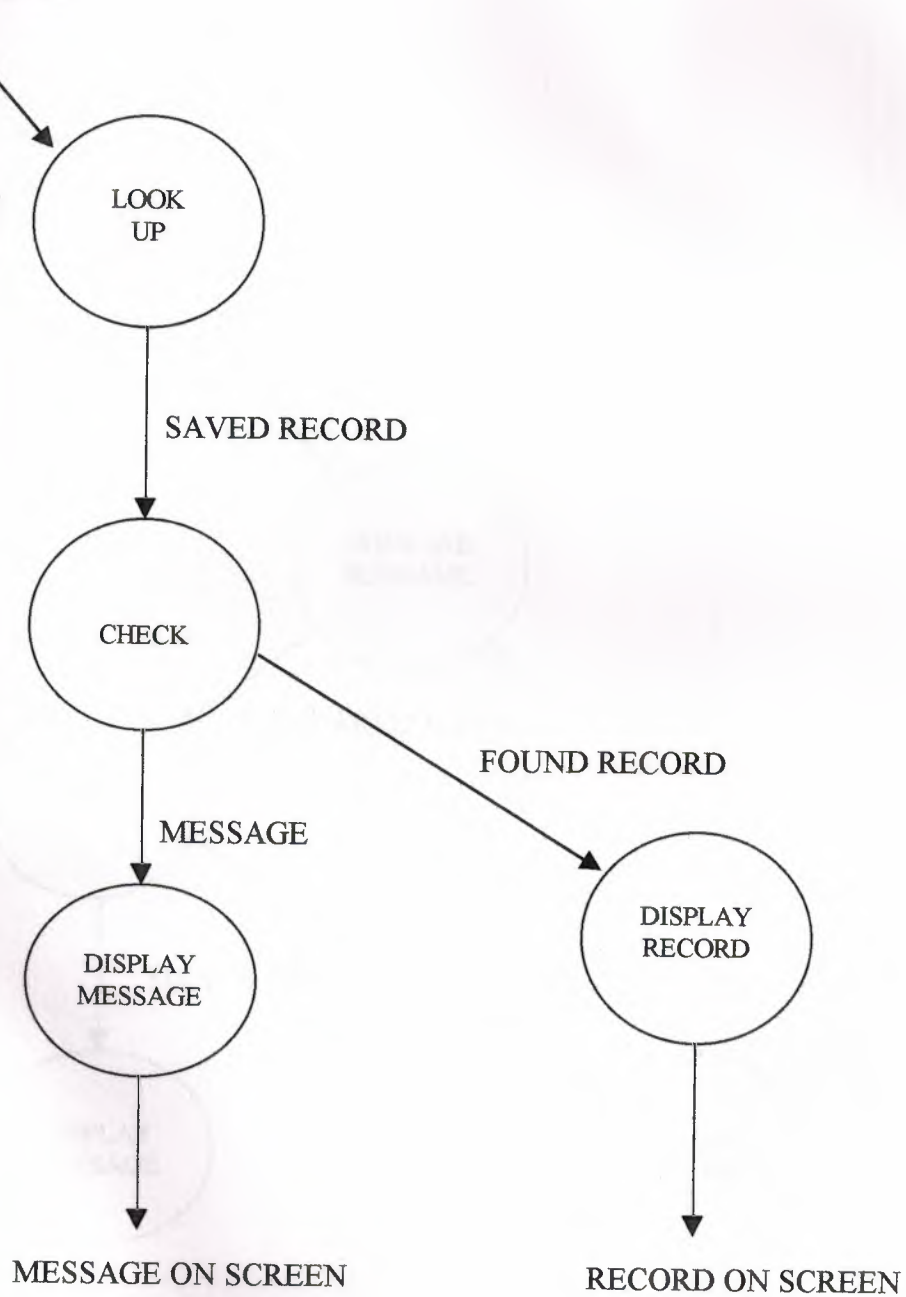 LOOK
UP
SAVED RECORD
CHECK
FOUND RECORD
MESSAGE
DISPLAY
RECORD
DISPLAY
MESSAGE
MESSAGE ON SCREEN
RECORD ON SCREEN